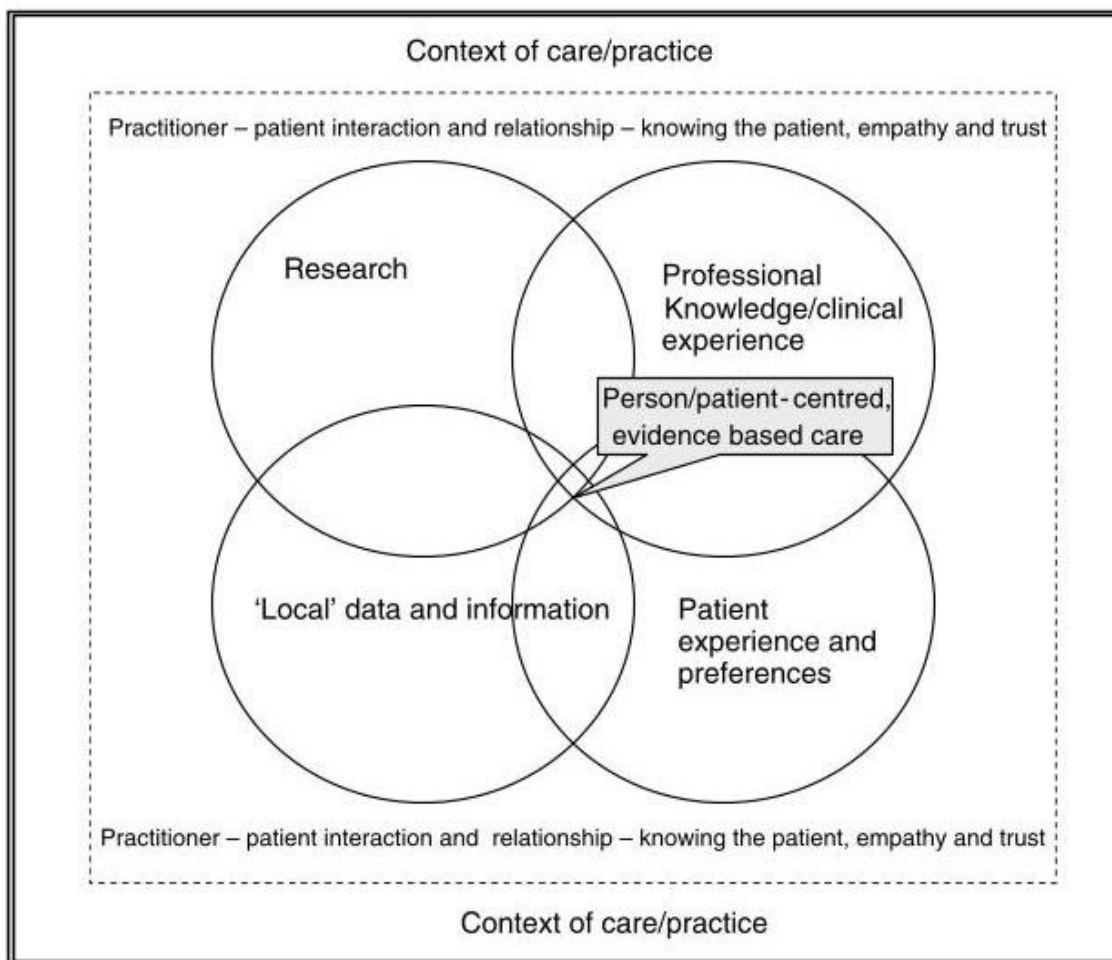 Context of care/practice
Practitioner – patient interaction and relationship – knowing the patient, empathy and trust
Research
Professional
Knowledge/clinical
experience
Person/patient-centred,
evidence based care
‘Local’ data and information
Patient
experience and
preferences
Practitioner – patient interaction and relationship – knowing the patient, empathy and trust
Context of care/practice